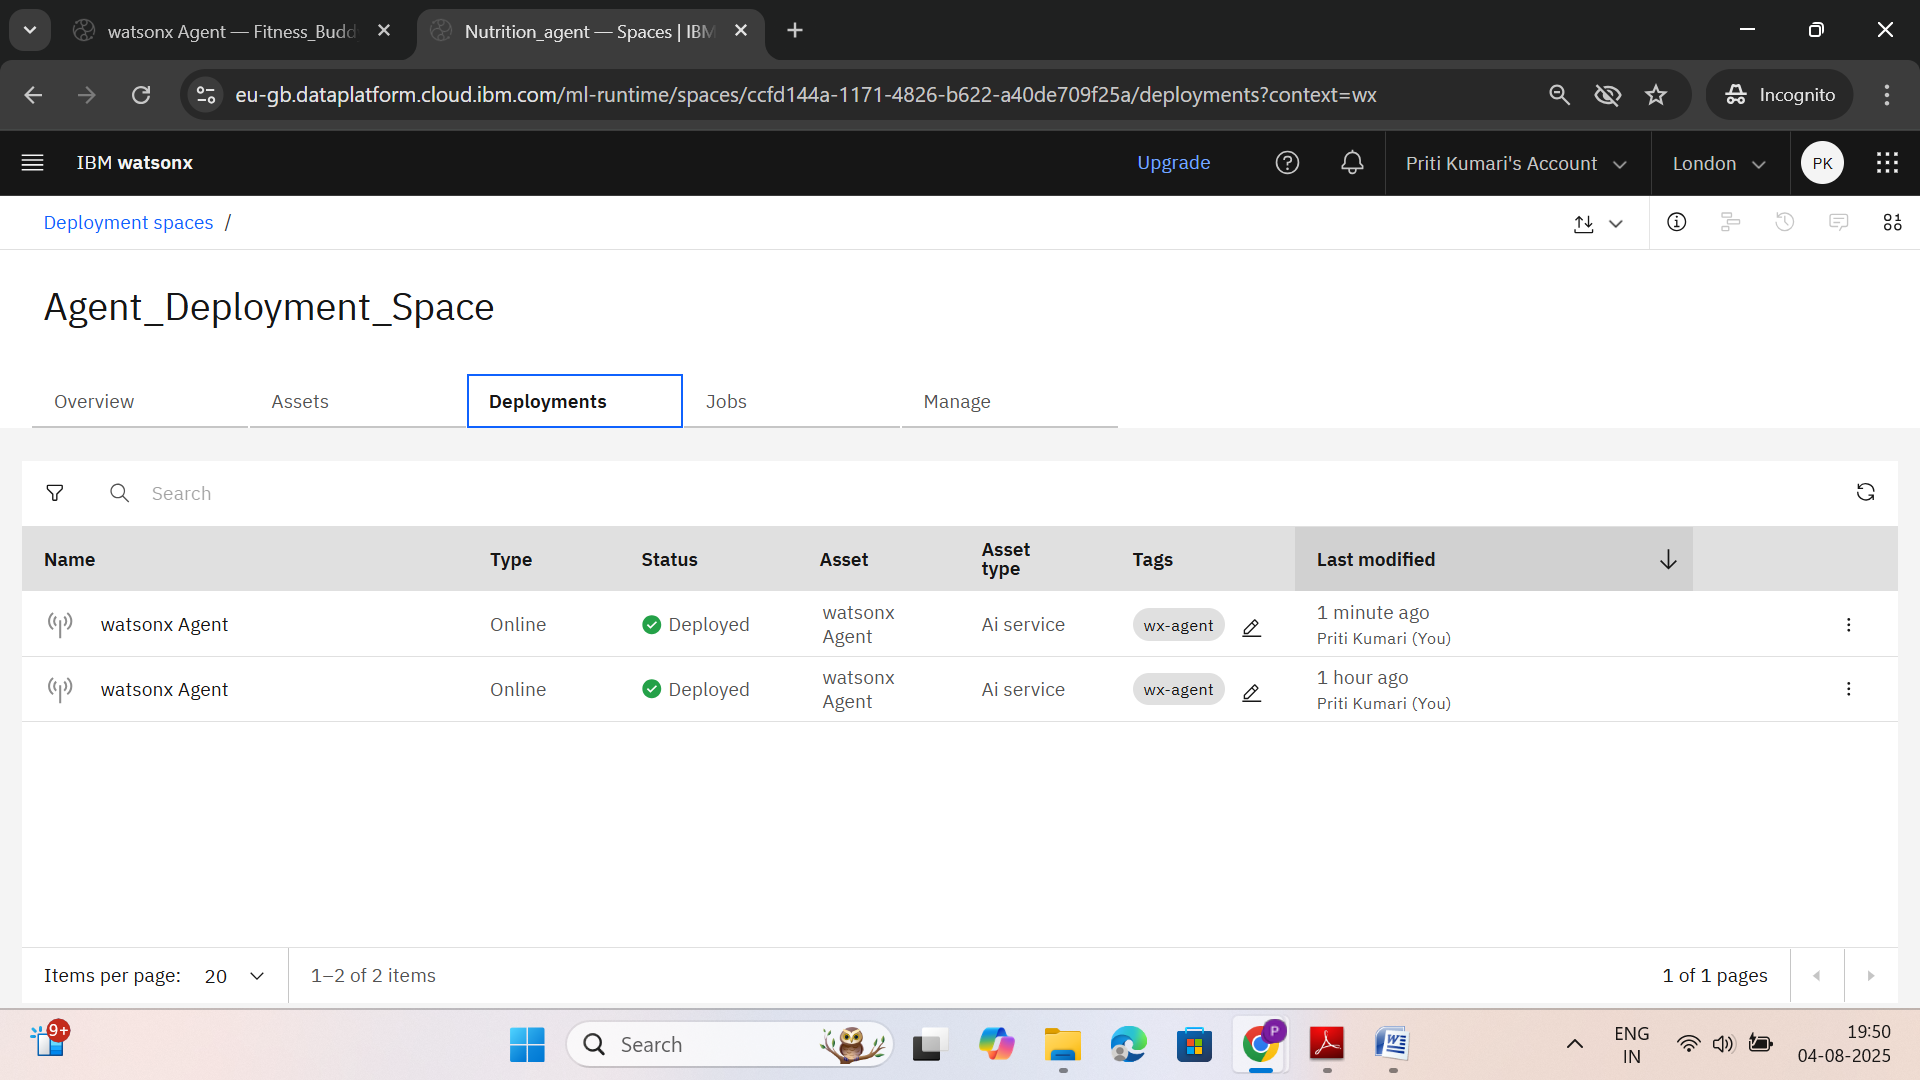 watsonx Agent — Fitness_Budd
Nutrition_agent — Spaces | IBM
eu-gb.dataplatform.cloud.ibm.com/ml-runtime/spaces/ccfd144a-1171-4826-b622-a40de709f25a/deployments?context=wx
Incognito
IBM watsonx
Upgrade
Priti Kumari's Account
London
PK
Deployment spaces /
Agent_Deployment_Space
Overview
Assets
Deployments
Jobs
Manage
Search
Name
Type
Status
Asset
Asset
type
Tags
Last modified
watsonx Agent
Online
Deployed
watsonx
Agent
Ai service
wx-agent
1 minute ago
Priti Kumari (You)
watsonx Agent
Online
Deployed
watsonx
Agent
Ai service
wx-agent
1 hour ago
Priti Kumari (You)
Items per page: 20
1–2 of 2 items
1 of 1 pages
9+
Search
P
W
ENG
IN
19:50
04-08-2025